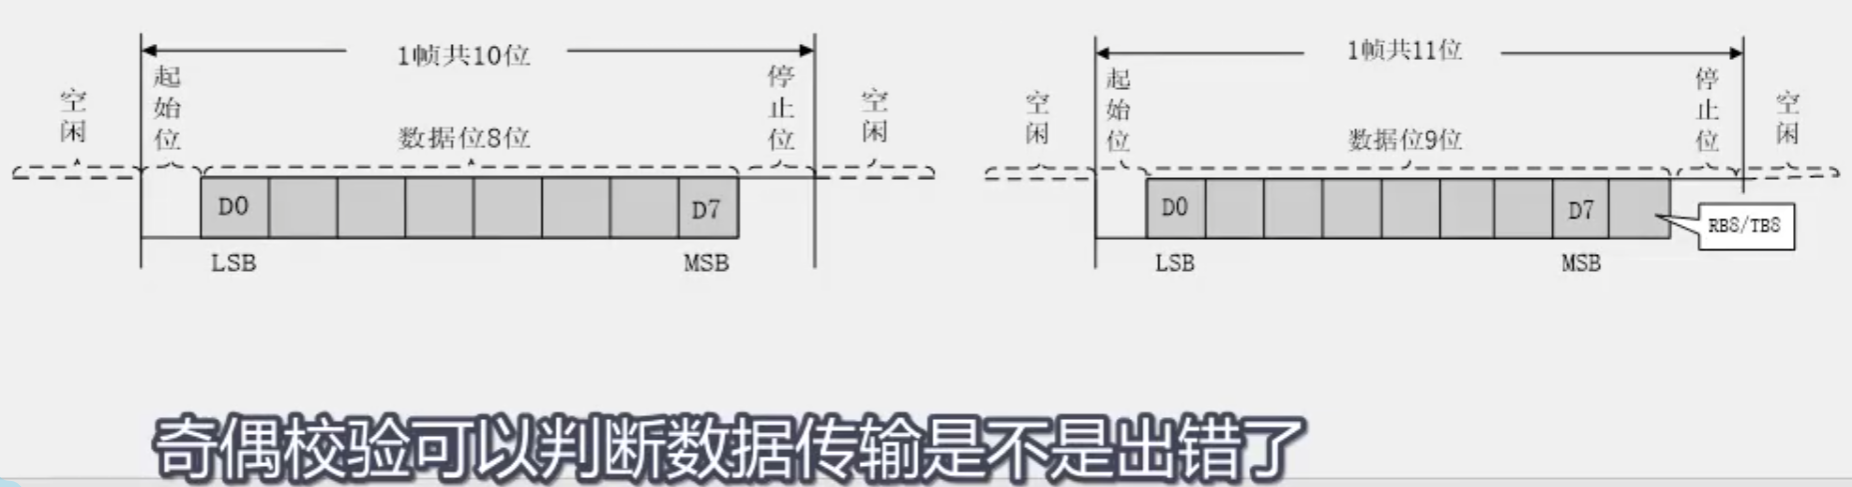 1帧共10位
空闲
起始位
数据位8位
停止位
空闲
D0
D7
LSB
MSB
1帧共11位
空闲
起始位
数据位9位
停止位
空闲
D0
D7
RBS/TBS
LSB
MSB
奇偶校验可以判断数据传输是不是出错了